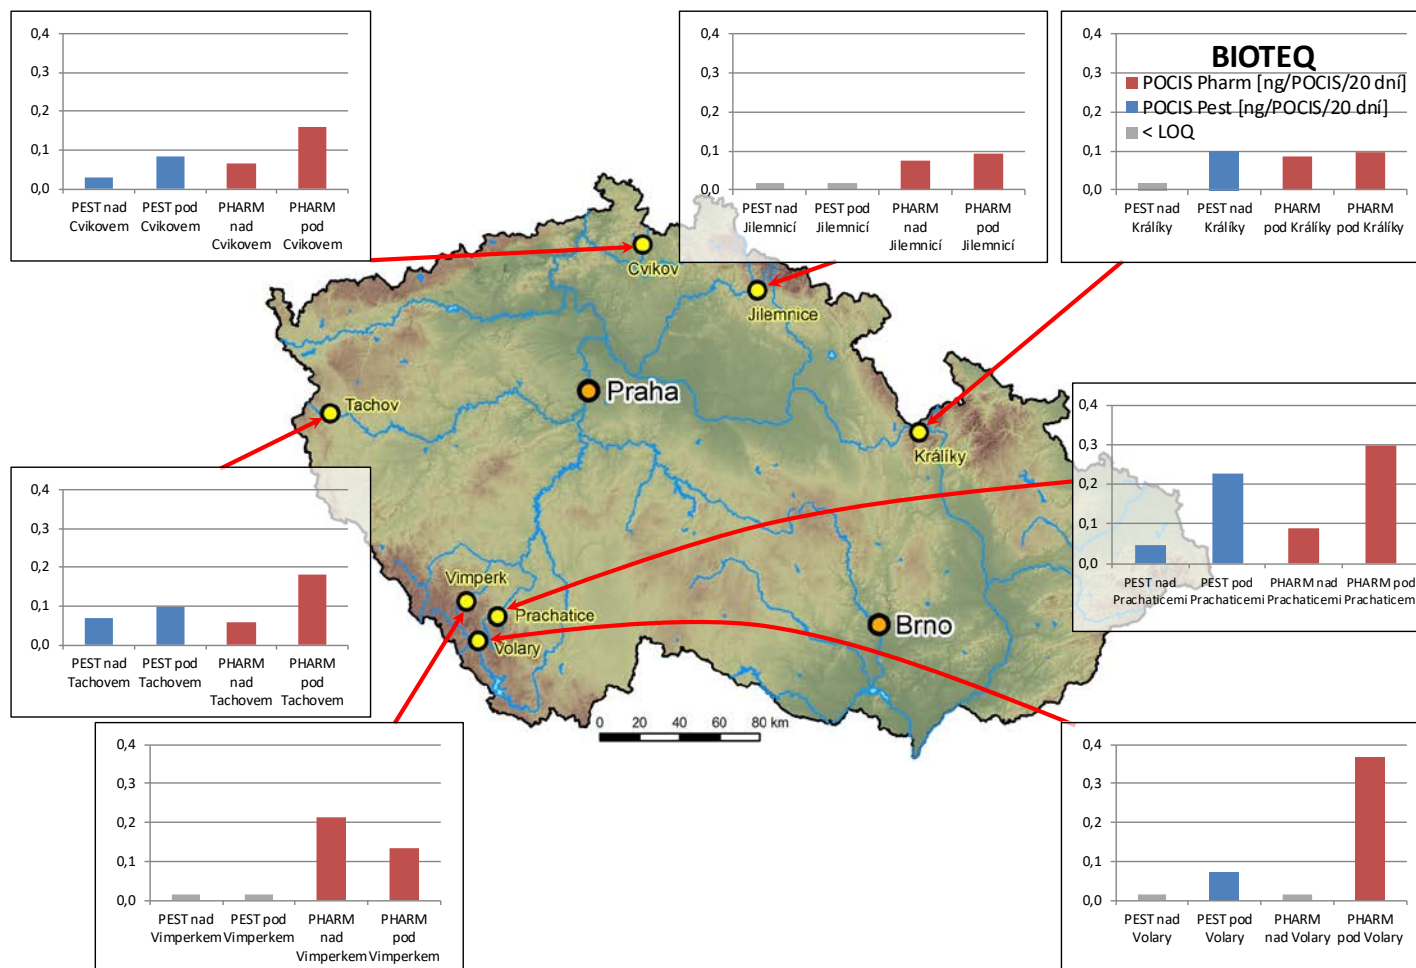 0,4
0,3
0,2
0,1
0,0
PEST nad Cvikovem
PEST pod Cvikovem
PHARM nad Cvikovem
PHARM pod Cvikovem
0,4
0,3
0,2
0,1
0,0
PEST nad Jilemnicí
PEST pod Jilemnicí
PHARM nad Jilemnicí
PHARM pod Jilemnicí
BIOTEQ
POCIS Pharm [ng/POCIS/20 dní]
POCIS Pest [ng/POCIS/20 dní]
< LOQ
0,4
0,3
0,2
0,1
0,0
PEST nad Králíky
PEST nad Králíky
PHARM pod Králíky
PHARM pod Králíky
Cvikov
Jilemnice
Praha
Tachov
Králíky
Vimperk
Prachatice
Volary
Brno
0 20 40 60 80 km
0,4
0,3
0,2
0,1
0,0
PEST nad Prachaticemi
PEST pod Prachaticemi
PHARM nad Prachaticemi
PHARM pod Prachaticemi
0,4
0,3
0,2
0,1
0,0
PEST nad Tachovem
PEST pod Tachovem
PHARM nad Tachovem
PHARM pod Tachovem
0,4
0,3
0,2
0,1
0,0
PEST nad Vimperkem
PEST pod Vimperkem
PHARM nad Vimperkem
PHARM pod Vimperkem
0,4
0,3
0,2
0,1
0,0
PEST nad Volary
PEST pod Volary
PHARM nad Volary
PHARM pod Volary